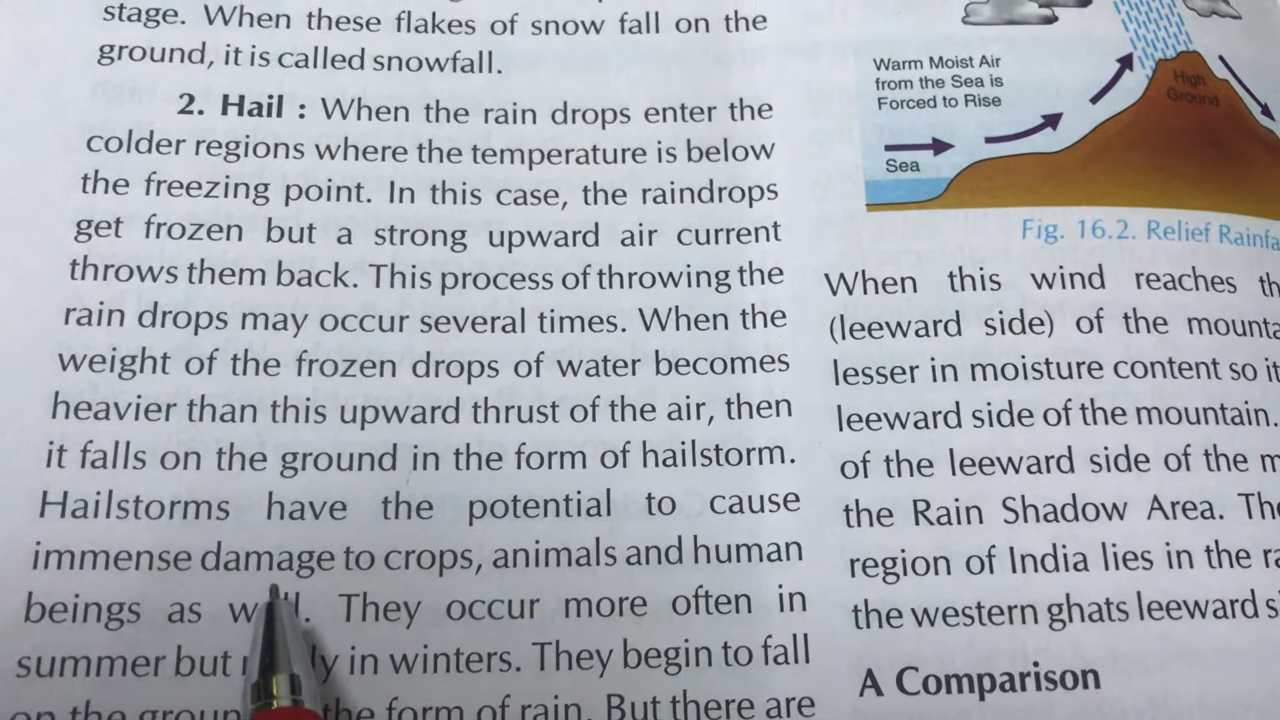 stage. When these flakes of snow fall on the
ground, it is called snowfall.
2. Hail : When the rain drops enter the
colder regions where the temperature is below
the freezing point. In this case, the raindrops
get frozen but a strong upward air current
throws them back. This process of throwing the
rain drops may occur several times. When the
weight of the frozen drops of water becomes
heavier than this upward thrust of the air, then
it falls on the ground in the form of hailstorm.
Hailstorms have the potential to cause
immense damage to crops, animals and human
beings as They occur more often in
summer but in winters. They begin to fall
on the the form of rain. But there are
Warm Moist Air
from the Sea is
Forced to Rise
High
Ground
Sea
Fig. 16.2. Relief
When this wind reaches
(leeward side) of the
lesser in moisture content so it
leeward side of the mountain.
of the leeward side of the
the Rain Shadow Area.
region of India lies in the
the western ghats leeward
A Comparison